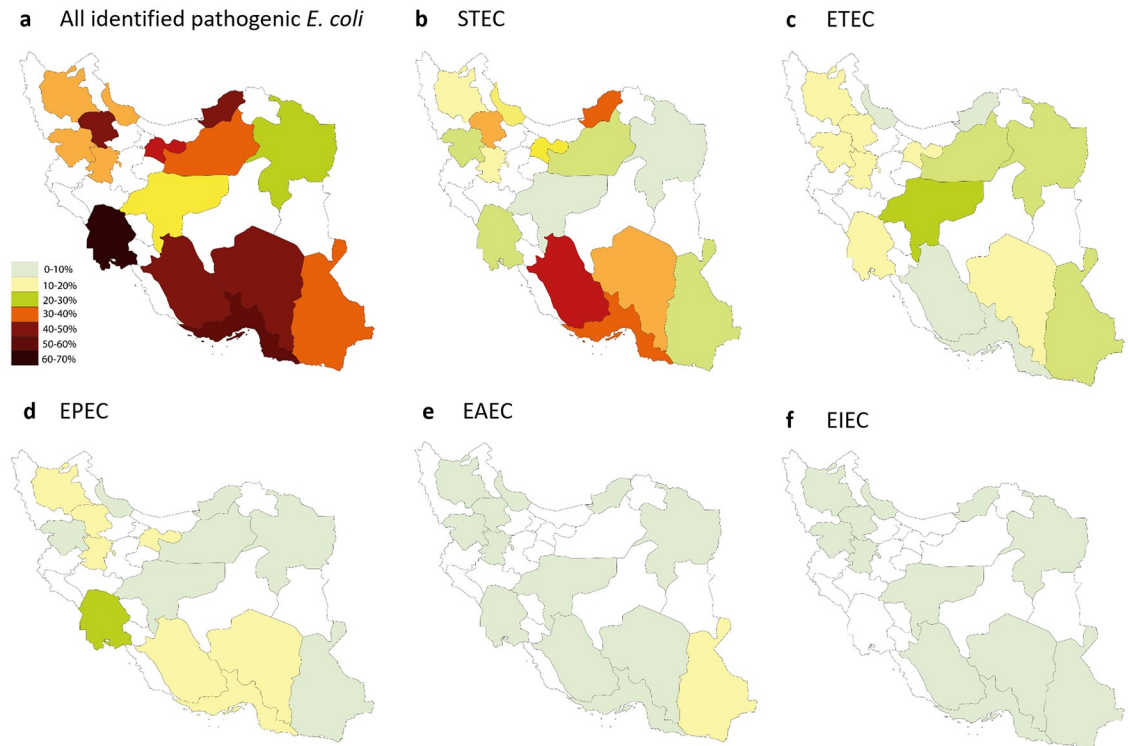 a All identified pathogenic E. coli
b STEC
c ETEC
0-10%
10-20%
20-30%
30-40%
40-50%
50-60%
60-70%
d EPEC
e EAEC
f EIEC